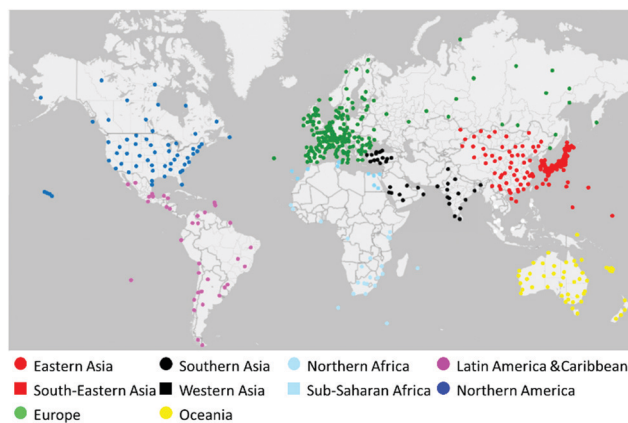 Eastern Asia Southern Asia Northern Africa Latin America &Caribbean
South-Eastern Asia Western Asia Sub-Saharan Africa Northern America
Europe Oceania